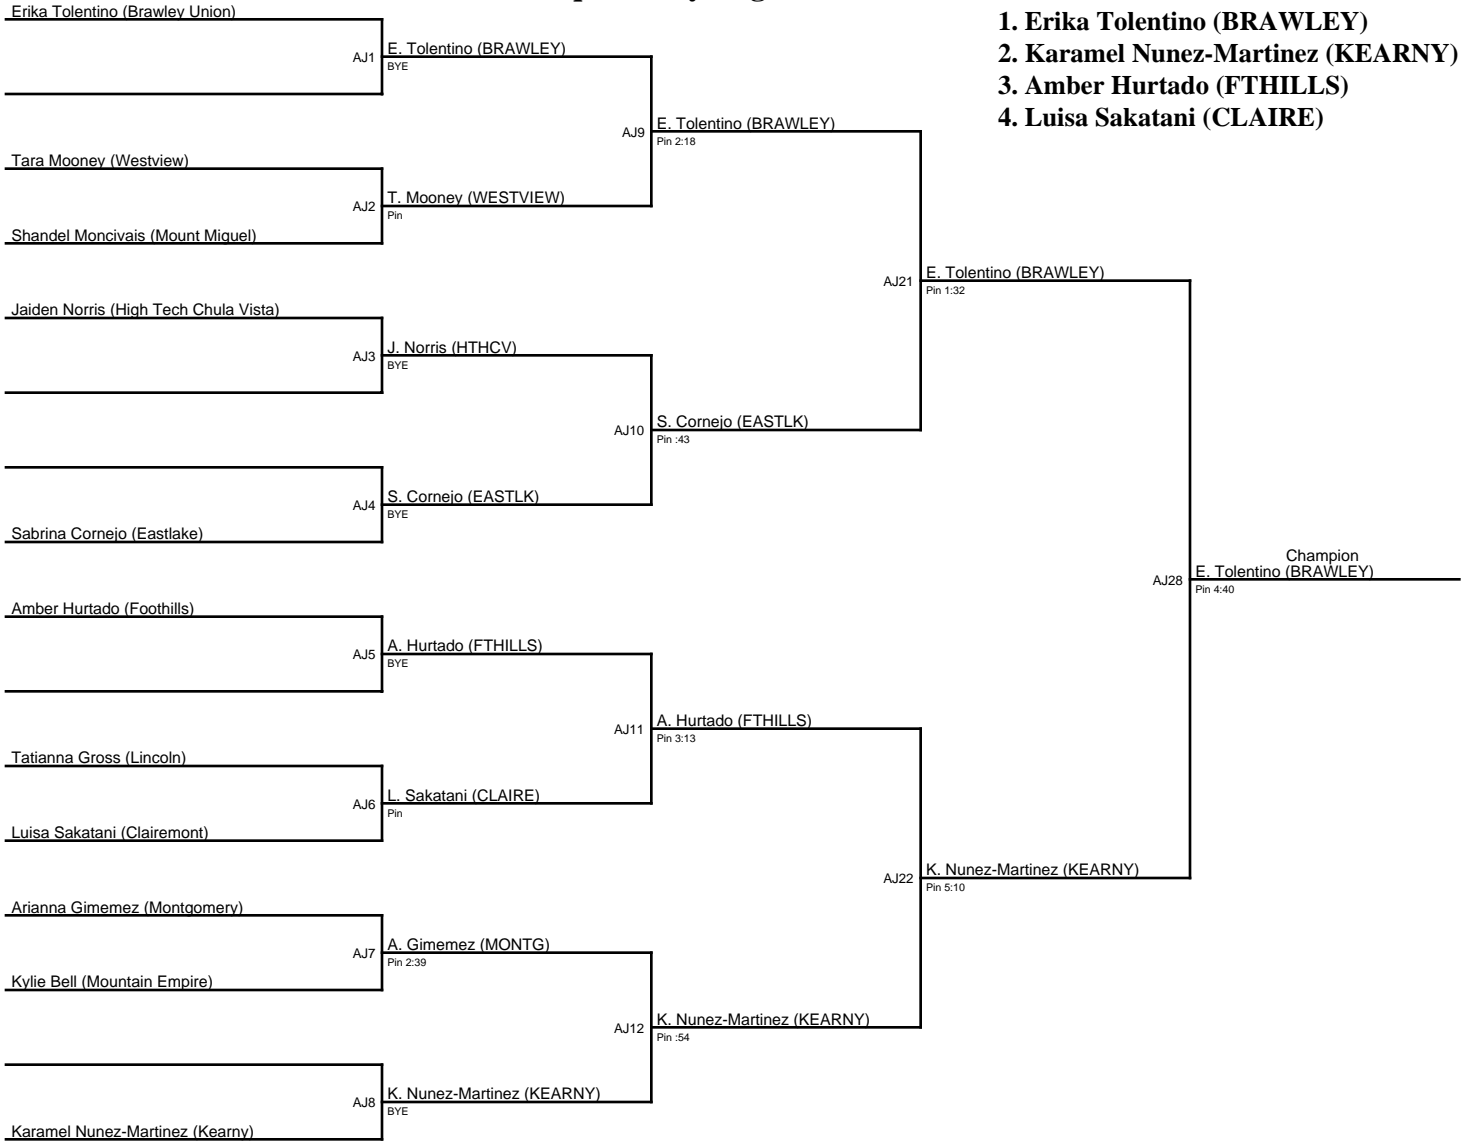 Erika Tolentino (Brawley Union)
1. Erika Tolentino (BRAWLEY)
2. Karamel Nunez-Martinez (KEARNY)
3. Amber Hurtado (FTHILLS)
4. Luisa Sakatani (CLAIRE)
AJ1
E. Tolentino (BRAWLEY)
BYE
AJ9
E. Tolentino (BRAWLEY)
Pin 2:18
Tara Mooney (Westview)
AJ2
T. Mooney (WESTVIEW)
Pin
Shandel Moncivais (Mount Miguel)
AJ21
E. Tolentino (BRAWLEY)
Pin 1:32
Jaiden Norris (High Tech Chula Vista)
AJ3
J. Norris (HTHCV)
BYE
AJ10
S. Cornejo (EASTLK)
Pin :43
AJ4
S. Cornejo (EASTLK)
BYE
Sabrina Cornejo (Eastlake)
Champion
AJ28
E. Tolentino (BRAWLEY)
Pin 4:40
Amber Hurtado (Foothills)
AJ5
A. Hurtado (FTHILLS)
BYE
AJ11
A. Hurtado (FTHILLS)
Pin 3:13
Tatianna Gross (Lincoln)
AJ6
L. Sakatani (CLAIRE)
Pin
Luisa Sakatani (Clairemont)
AJ22
K. Nunez-Martinez (KEARNY)
Pin 5:10
Arianna Gimemez (Montgomery)
AJ7
A. Gimemez (MONTG)
Pin 2:39
Kylie Bell (Mountain Empire)
AJ12
K. Nunez-Martinez (KEARNY)
Pin :54
AJ8
K. Nunez-Martinez (KEARNY)
BYE
Karamel Nunez-Martinez (Kearny)